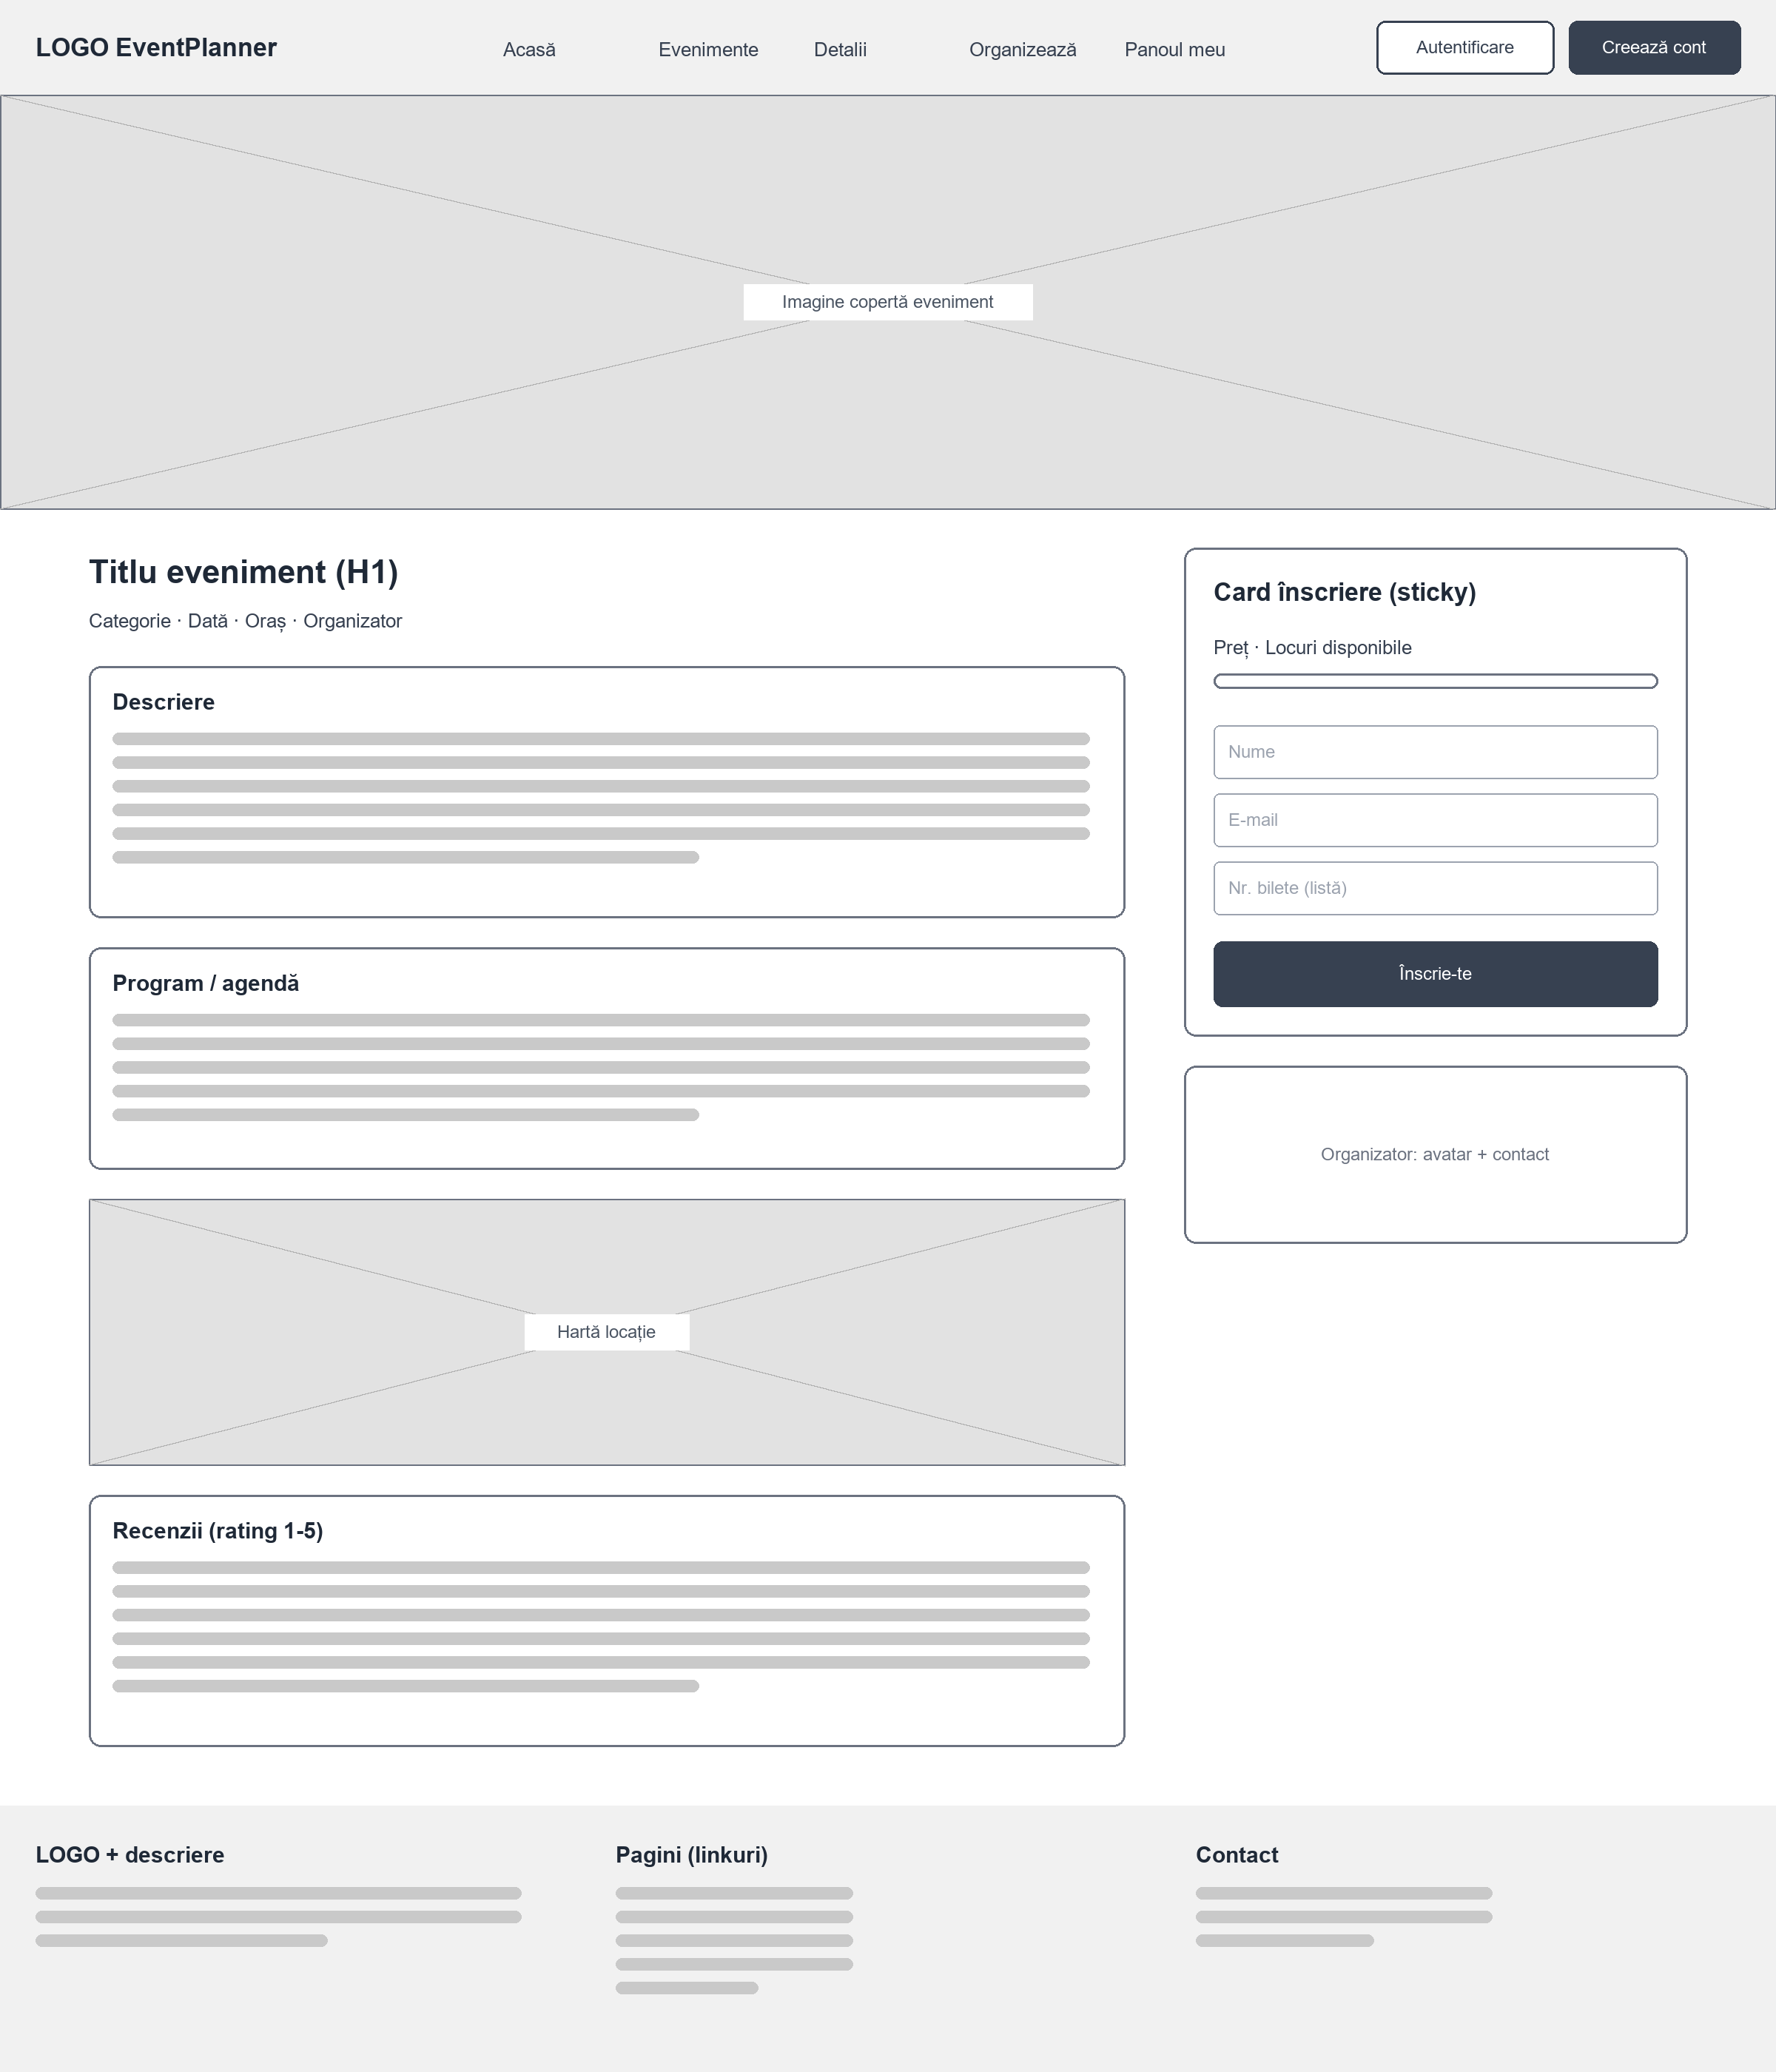 LOGO EventPlanner
Acasă
Evenimente
Detalii
Organizează
Panoul meu
Autentificare
Creează cont
Imagine copertă eveniment
Titlu eveniment (H1)
Categorie · Dată · Oraș · Organizator
Descriere
Program / agendă
Hartă locație
Recenzii (rating 1-5)
Card înscriere (sticky)
Preț · Locuri disponibile
Nume
E-mail
Nr. bilete (listă)
Înscrie-te
Organizator: avatar + contact
LOGO + descriere
Pagini (linkuri)
Contact